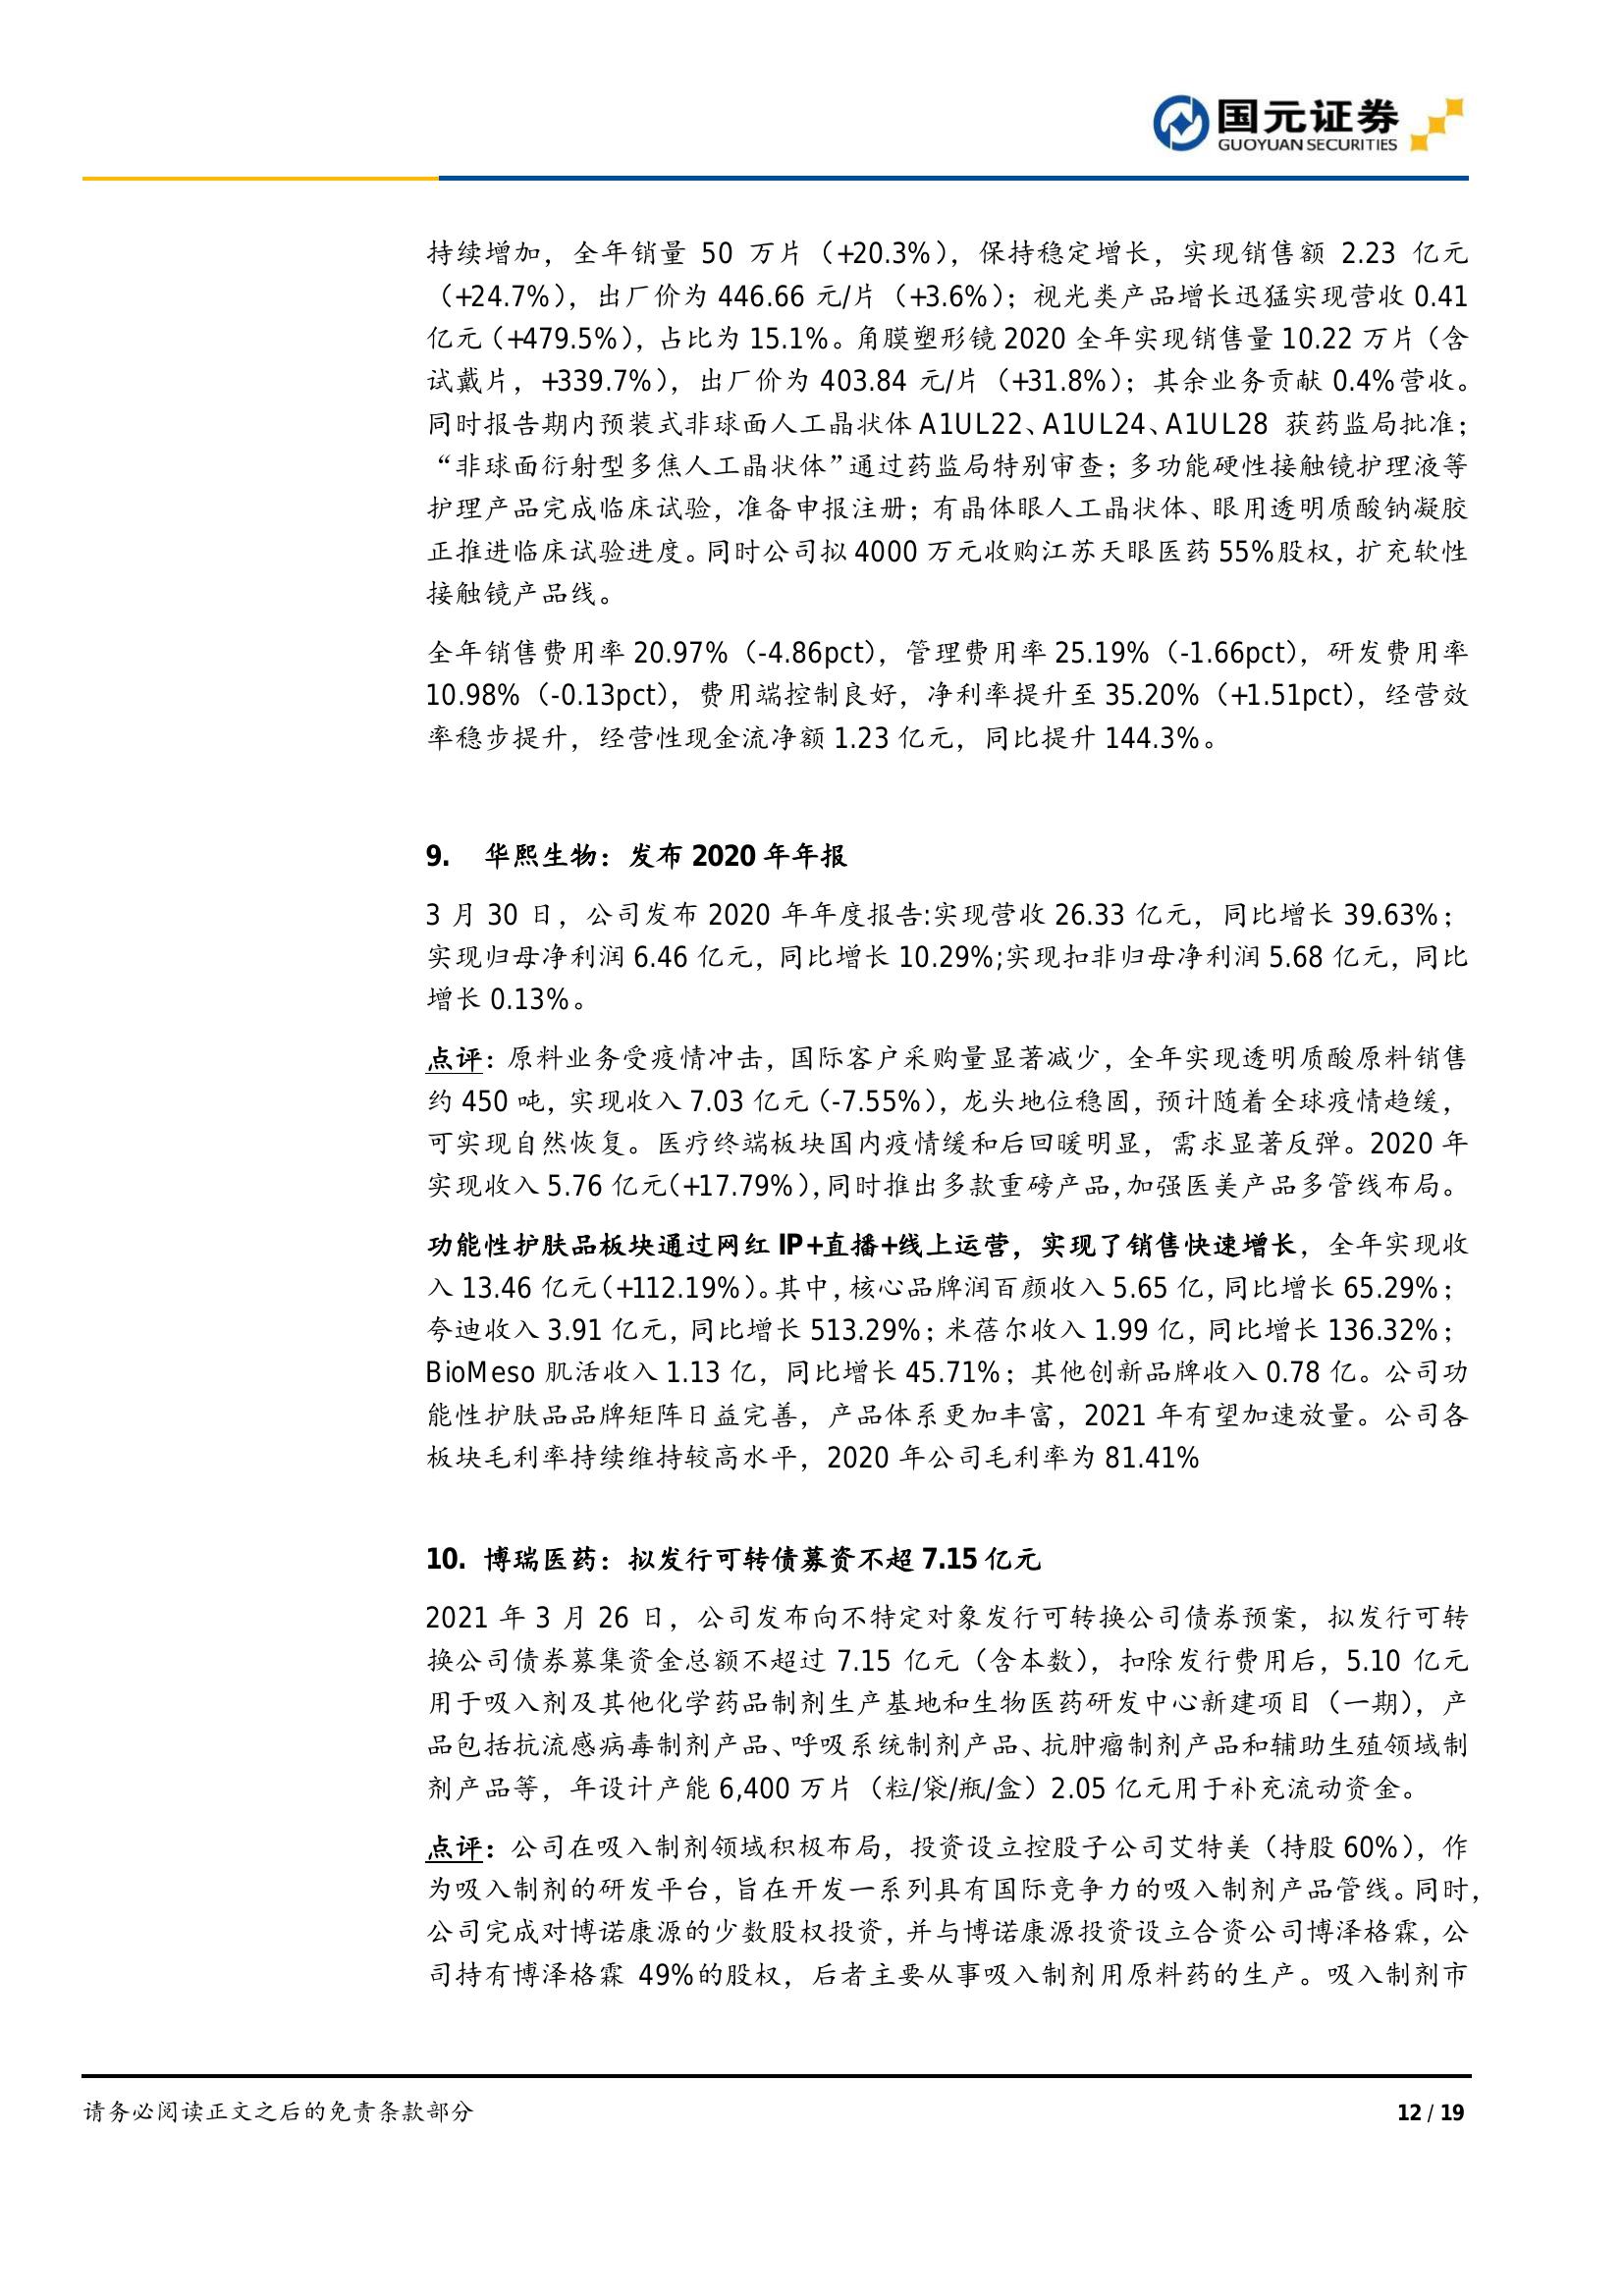 国元证券
GUOYUAN SECURITIES
持续增加，全年销量 50 万片（+20.3%），保持稳定增长，实现销售额 2.23 亿元
（+24.7%），出厂价为 446.66 元/片（+3.6%）；视光类产品增长迅猛实现营收 0.41
亿元（+479.5%），占比为 15.1%。角膜塑形镜 2020 全年实现销售量 10.22 万片（含
试戴片，+339.7%），出厂价为 403.84 元/片（+31.8%）；其余业务贡献 0.4%营收。
同时报告期内预装式非球面人工晶状体 A1UL22、A1UL24、A1UL28 获药监局批准；
“非球面衍射型多焦人工晶状体”通过药监局特别审查；多功能硬性接触镜护理液等
护理产品完成临床试验，准备申报注册；有晶体眼人工晶状体、眼用透明质酸钠凝胶
正推进临床试验进度。同时公司拟 4000 万元收购江苏天眼医药 55%股权，扩充软性
接触镜产品线。
全年销售费用率 20.97%（-4.86pct），管理费用率 25.19%（-1.66pct），研发费用率
10.98%（-0.13pct），费用端控制良好，净利率提升至 35.20%（+1.51pct），经营效
率稳步提升，经营性现金流净额 1.23 亿元，同比提升 144.3%。
9. 华熙生物：发布 2020 年年报
3 月 30 日，公司发布 2020 年年度报告:实现营收 26.33 亿元，同比增长 39.63%；
实现归母净利润 6.46 亿元，同比增长 10.29%;实现扣非归母净利润 5.68 亿元，同比
增长 0.13%。
点评：原料业务受疫情冲击，国际客户采购量显著减少，全年实现透明质酸原料销售
约 450 吨，实现收入 7.03 亿元（-7.55%），龙头地位稳固，预计随着全球疫情趋缓，
可实现自然恢复。医疗终端板块国内疫情缓和后回暖明显，需求显著反弹。2020 年
实现收入 5.76 亿元(+17.79%），同时推出多款重磅产品，加强医美产品多管线布局。
功能性护肤品板块通过网红 IP+直播+线上运营，实现了销售快速增长，全年实现收
入 13.46 亿元（+112.19%）。其中，核心品牌润百颜收入 5.65 亿，同比增长 65.29%；
夸迪收入 3.91 亿元，同比增长 513.29%；米蓓尔收入 1.99 亿，同比增长 136.32%；
BioMeso 肌活收入 1.13 亿，同比增长 45.71%；其他创新品牌收入 0.78 亿。公司功
能性护肤品品牌矩阵日益完善，产品体系更加丰富，2021 年有望加速放量。公司各
板块毛利率持续维持较高水平，2020 年公司毛利率为 81.41%
10. 博瑞医药：拟发行可转债募资不超 7.15 亿元
2021 年 3 月 26 日，公司发布向不特定对象发行可转换公司债券预案，拟发行可转
换公司债券募集资金总额不超过 7.15 亿元（含本数），扣除发行费用后，5.10 亿元
用于吸入剂及其他化学药品制剂生产基地和生物医药研发中心新建项目（一期），产
品包括抗流感病毒制剂产品、呼吸系统制剂产品、抗肿瘤制剂产品和辅助生殖领域制
剂产品等，年设计产能 6,400 万片（粒/袋/瓶/盒）2.05 亿元用于补充流动资金。
点评：公司在吸入制剂领域积极布局，投资设立控股子公司艾特美（持股 60%），作
为吸入制剂的研发平台，旨在开发一系列具有国际竞争力的吸入制剂产品管线。同时，
公司完成对博诺康源的少数股权投资，并与博诺康源投资设立合资公司博泽格霖，公
司持有博泽格霖 49%的股权，后者主要从事吸入制剂用原料药的生产。吸入制剂市
请务必阅读正文之后的免责条款部分
12 / 19